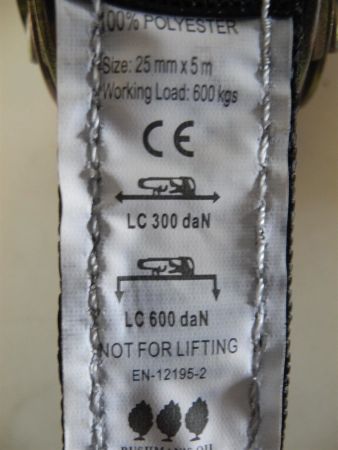 100% POLYESTER
Size: 25 mm x 5 m
Working Load: 600 kgs
CE
LC 300 daN
LC 600 daN
NOT FOR LIFTING
EN-12195-2